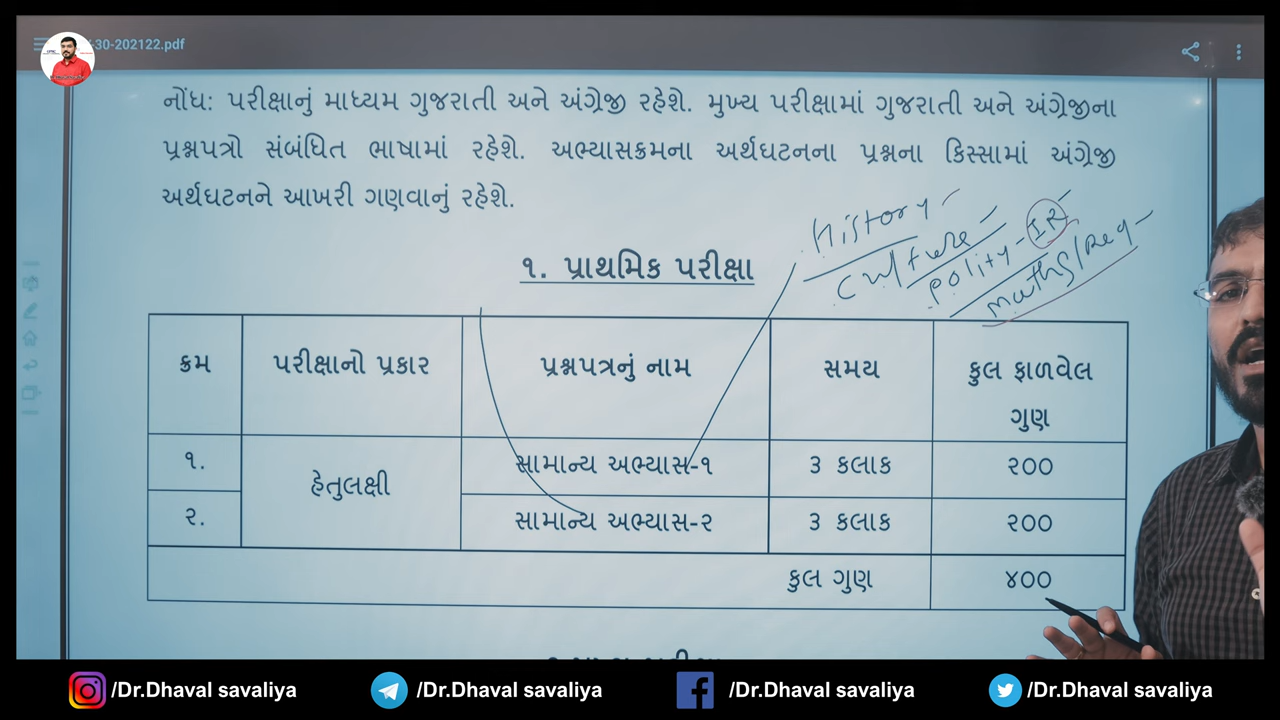 -30-202122.pdf
નોંધ: પરીક્ષાનું માધ્યમ ગુજરાતી અને અંગ્રેજી રહેશે. મુખ્ય પરીક્ષામાં ગુજરાતી અને અંગ્રેજીના
પ્રશ્નપત્રો સંબંધિત ભાષામાં રહેશે. અભ્યાસક્રમના અર્થઘટનના પ્રશ્નના કિસ્સામાં અંગ્રેજી
અર્થઘટનને આખરી ગણવાનું રહેશે.
History
Culture
Polity - IR
maths/Req
૧. પ્રાથમિક પરીક્ષા
ક્રમ પરીક્ષાનો પ્રકાર પ્રશ્નપત્રનું નામ સમય કુલ ફાળવેલ
ગુણ
૧. સામાન્ય અભ્યાસ-૧ ૩ કલાક ૨૦૦
હેતુલક્ષી
૨. સામાન્ય અભ્યાસ-૨ ૩ કલાક ૨૦૦
કુલ ગુણ ૪૦૦
/Dr.Dhaval savaliya /Dr.Dhaval savaliya /Dr.Dhaval savaliya /Dr.Dhaval savaliya